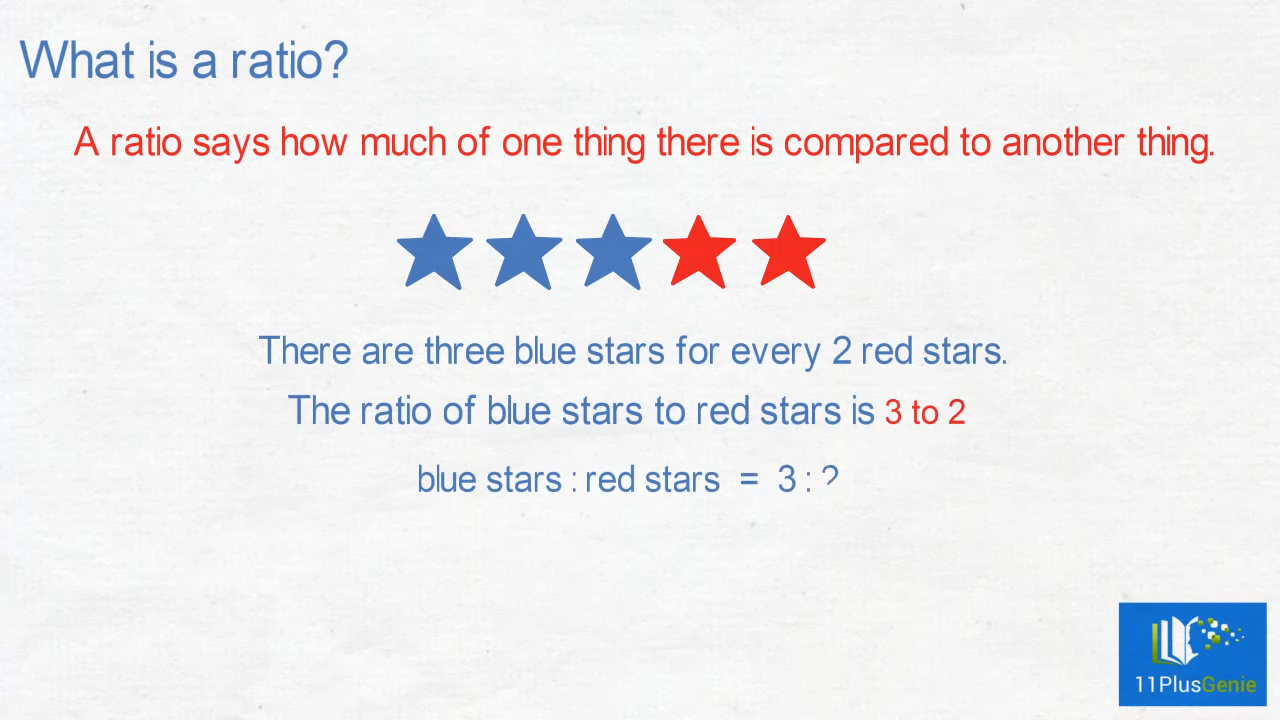 What is a ratio?
A ratio says how much of one thing there is compared to another thing.
There are three blue stars for every 2 red stars.
The ratio of blue stars to red stars is 3 to 2
blue stars : red stars = 3 : ?
11PlusGenie